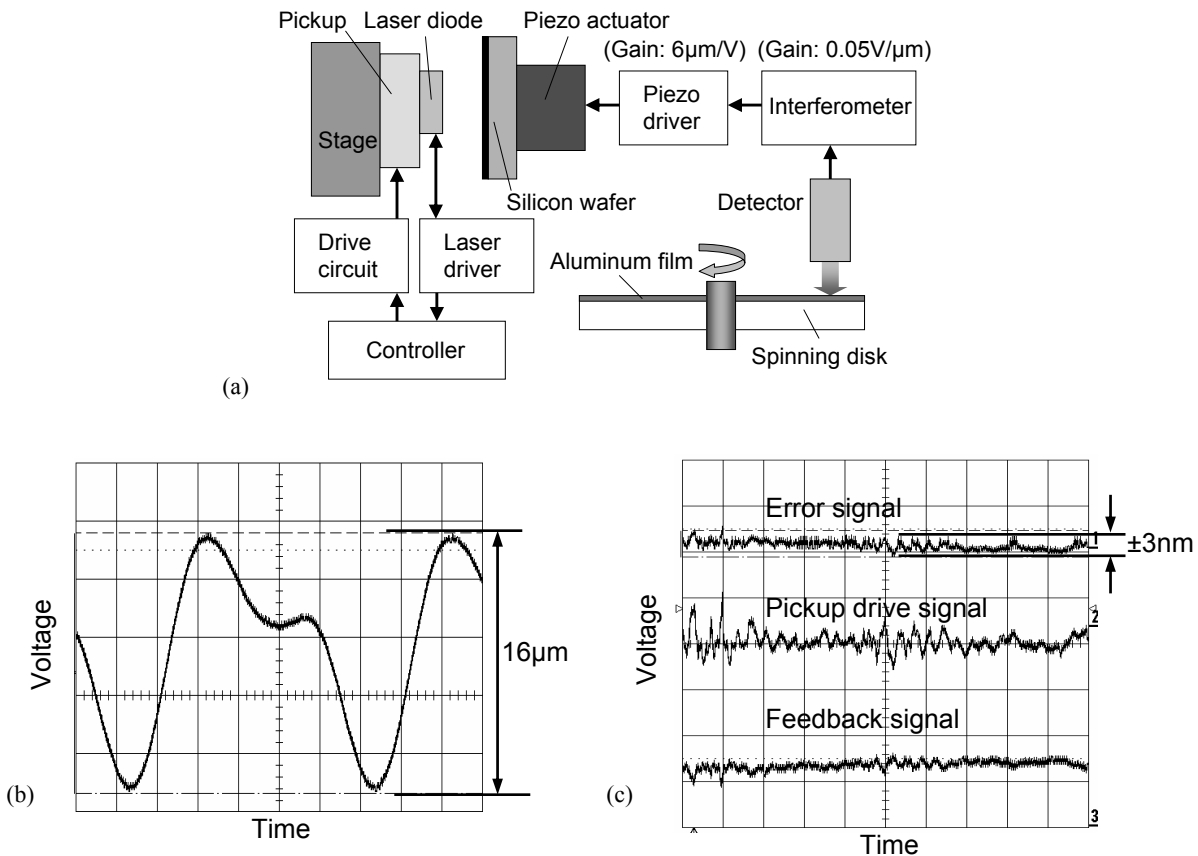 Pickup
Laser diode
Piezo actuator
(Gain: 6µm/V)
(Gain: 0.05V/µm)
Stage
Piezo
driver
Interferometer
Silicon wafer
Detector
Drive
circuit
Laser
driver
Aluminum film
Controller
Spinning disk
(a)
Voltage
16µm
Time
(b)
Error signal
1
±3nm
Pickup drive signal
2
Voltage
Feedback signal
3
Time
(c)